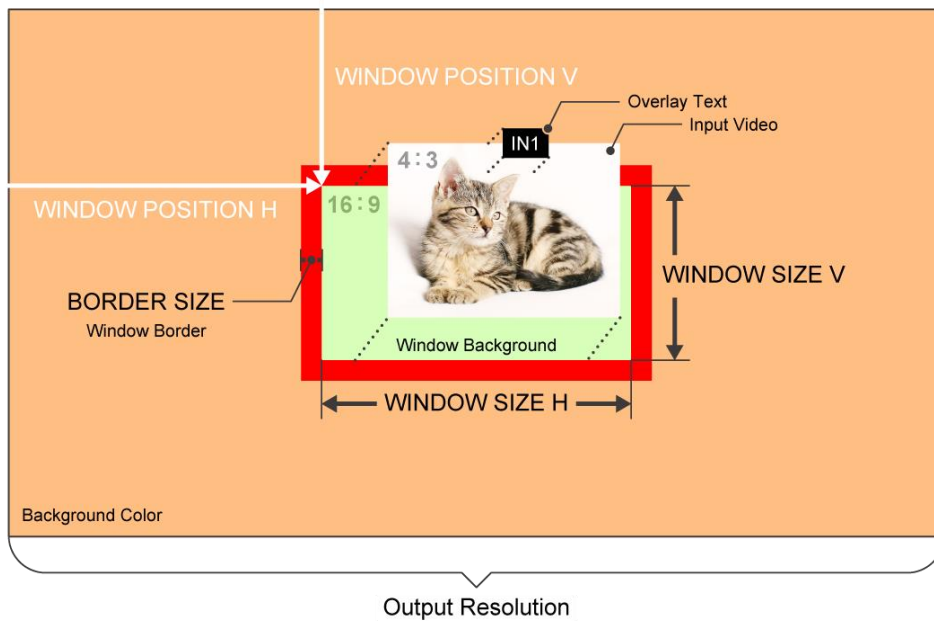 WINDOW POSITION V
Overlay Text
Input Video
IN1
4:3
16:9
WINDOW POSITION H
WINDOW SIZE V
BORDER SIZE
Window Border
Window Background
WINDOW SIZE H
Background Color
Output Resolution